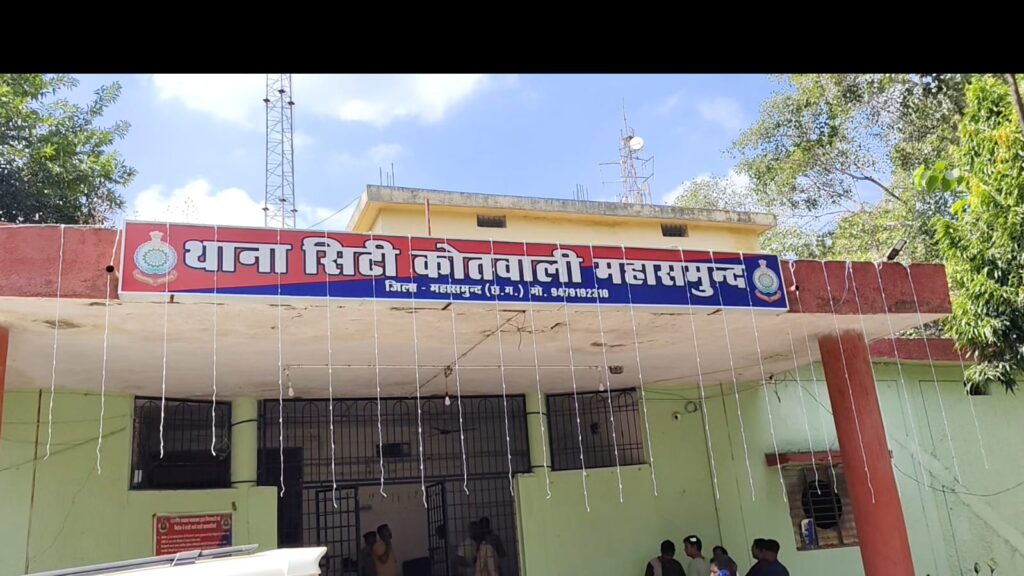 थाना सिटी कोतवाली महासमुन्द
जिला - महासमुन्द (छ.ग.) मो. 9479192310